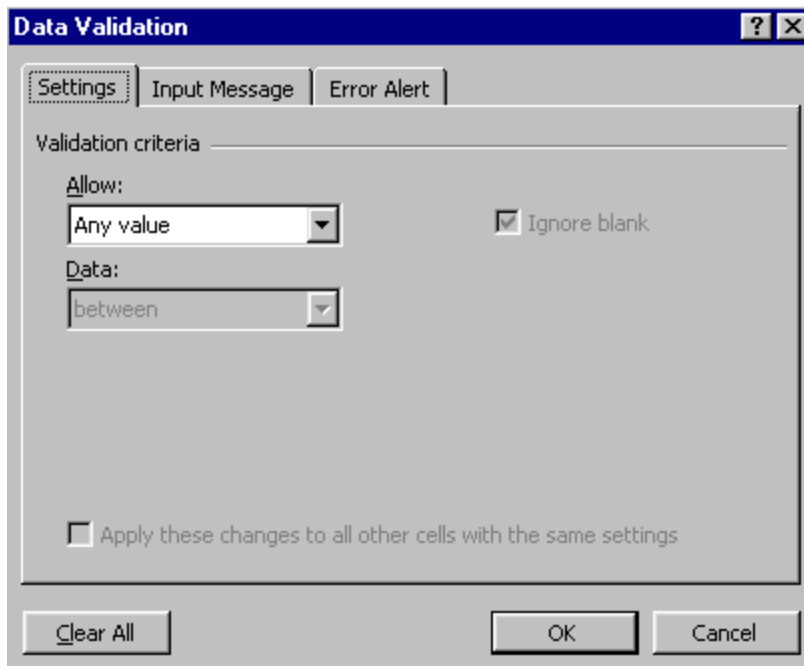 Data Validation
Settings Input Message Error Alert
Validation criteria
Allow:
Any value Ignore blank
Data:
between
Apply these changes to all other cells with the same settings
Clear All OK Cancel